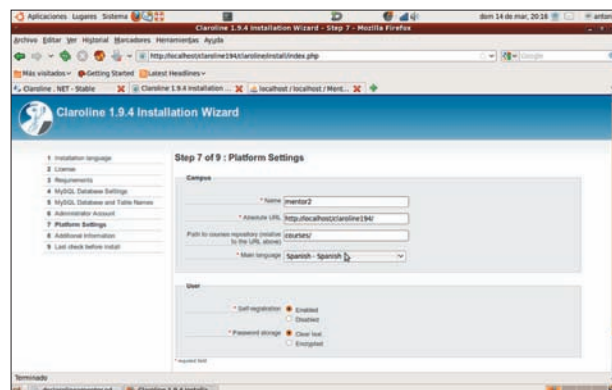 Aplicaciones Lugares Sistema
dom 14 de mar, 20:16
Claroline 1.9.4 Installation Wizard - Step 7 - Mozilla Firefox
Archivo Editar Ver Historial Marcadores Herramientas Ayuda
http://localhost/claroline194/claroline/install/index.php
Google
Más visitados Getting Started Latest Headlines
Claroline . NET - Stable
Claroline 1.9.4 Installation ...
localhost / localhost / Ment...
Claroline 1.9.4 Installation Wizard
1 Installation language
2 License
3 Requirements
4 MySQL Database Settings
5 MySQL Database and Table Names
6 Administrator Account
7 Platform Settings
8 Additional Information
9 Last check before install
Step 7 of 9 : Platform Settings
Campus
* Name mentor2
* Absolute URL http://localhost/claroline194/
Path to courses repository (relative to the URL above) courses/
* Main language Spanish - Spanish
User
* Self-registration Enabled
Disabled
* Password storage Clear text
Encrypted
* required field
Terminado